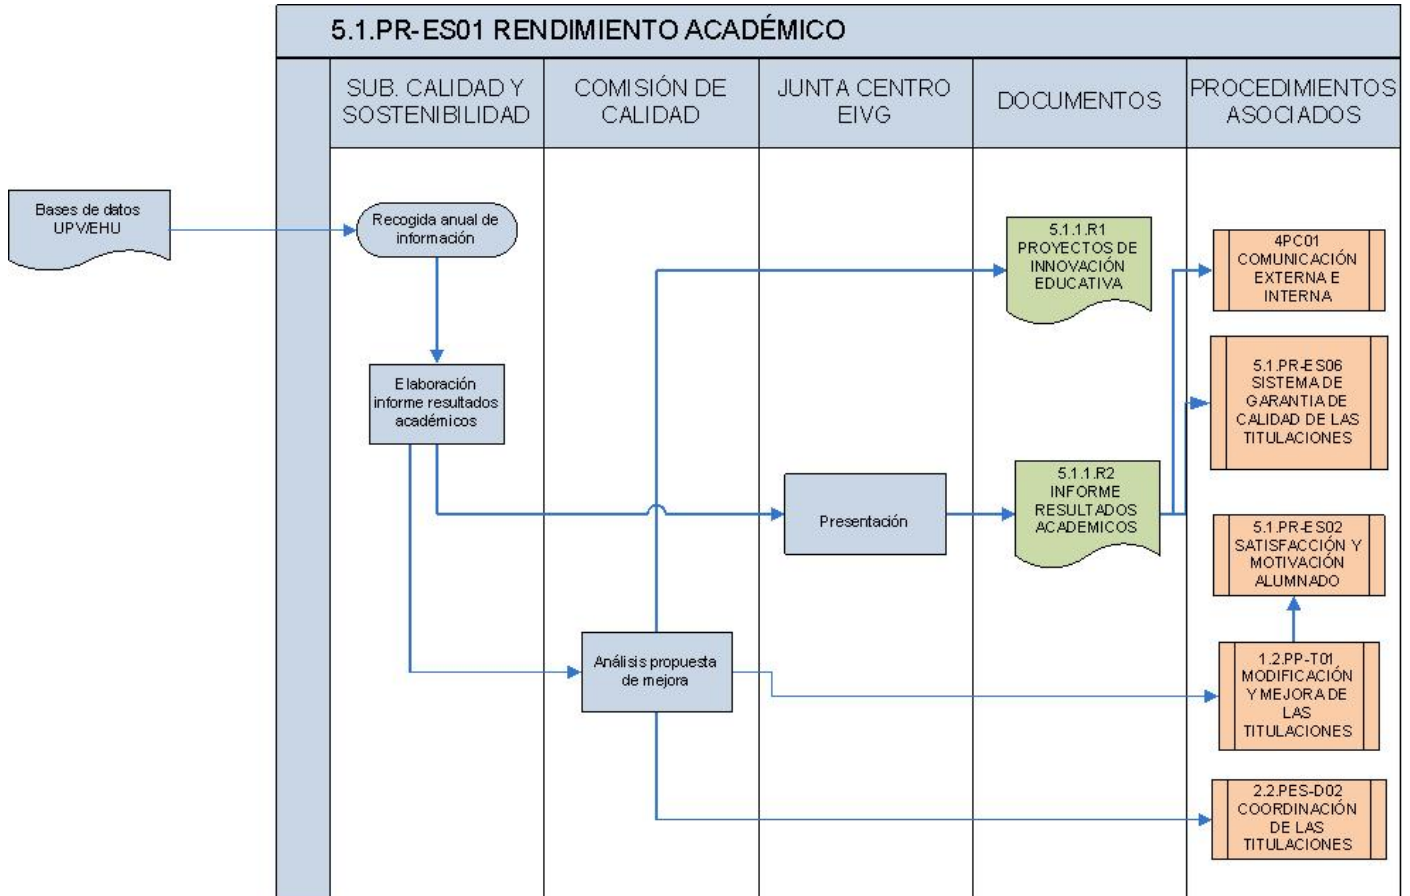 5.1.PR-ES01 RENDIMIENTO ACADÉMICO
SUB. CALIDAD Y
SOSTENIBILIDAD
COMISIÓN DE
CALIDAD
JUNTA CENTRO
EIVG
DOCUMENTOS
PROCEDIMIENTOS
ASOCIADOS
Bases de datos
UPV/EHU
Recogida anual de
información
5.1.1.R1
PROYECTOS DE
INNOVACIÓN
EDUCATIVA
4PC01
COMUNICACIÓN
EXTERNA E
INTERNA
Elaboración
informe resultados
académicos
5.1.PR-ES06
SISTEMA DE
GARANTIA DE
CALIDAD DE LAS
TITULACIONES
Presentación
5.1.1.R2
INFORME
RESULTADOS
ACADEMICOS
5.1.PR-ES02
SATISFACCIÓN Y
MOTIVACIÓN
ALUMNADO
Análisis propuesta
de mejora
1.2.PP-T01
MODIFICACIÓN
Y MEJORA DE
LAS
TITULACIONES
2.2.PES-D02
COORDINACIÓN
DE LAS
TITULACIONES